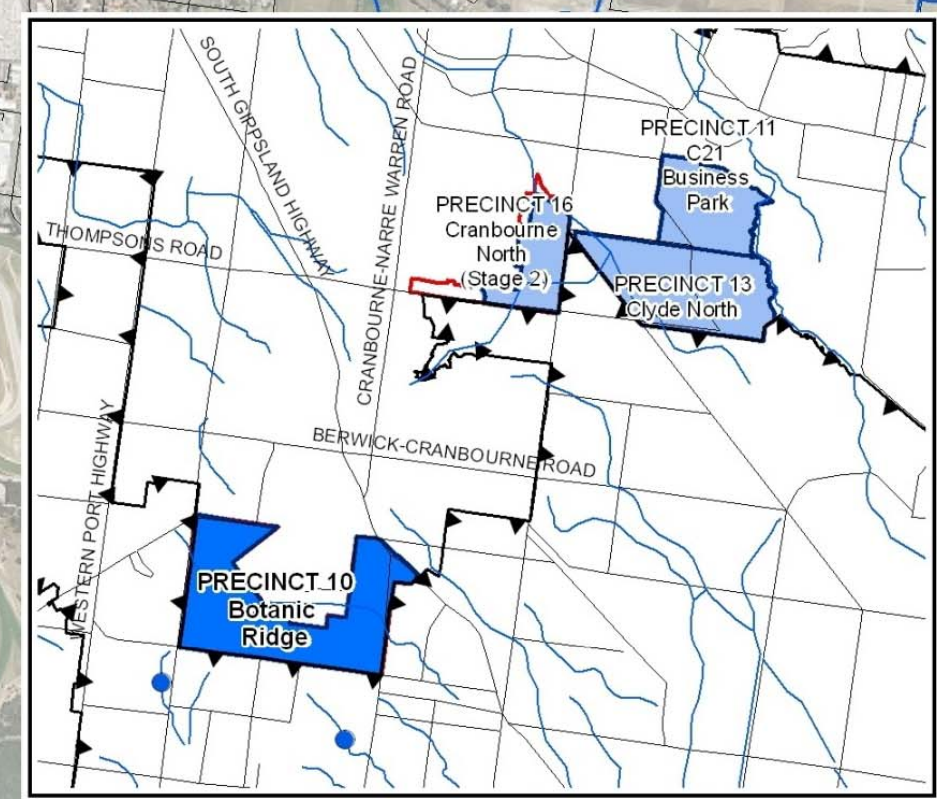 SOUTH GIPPSLAND HIGHWAY
CRANBOURNE-NARRE WARREN ROAD
PRECINCT 11
C21
Business
Park
PRECINCT 16
Cranbourne
North
(Stage 2)
THOMPSONS ROAD
PRECINCT 13
Clyde North
BERWICK-CRANBOURNE ROAD
WESTERN PORT HIGHWAY
PRECINCT 10
Botanic
Ridge